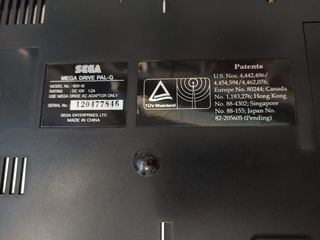 SEGA
MEGA DRIVE PAL-G
MODEL NO. : 1601-18
RATING : DC 10V 1.2A
USE MEGA DRIVE AC ADAPTOR ONLY
SERIAL NO. : 120477846
SEGA ENTERPRISES, LTD.
MADE IN CHINA
TÜV Rheinland
Patents
U.S. Nos. 4,442,486/
4,454,594/4,462,076;
Europe No. 80244; Canada
No. 1,183,276; Hong Kong
No. 88-4302; Singapore
No. 88-155; Japan No.
82-205605 (Pending)